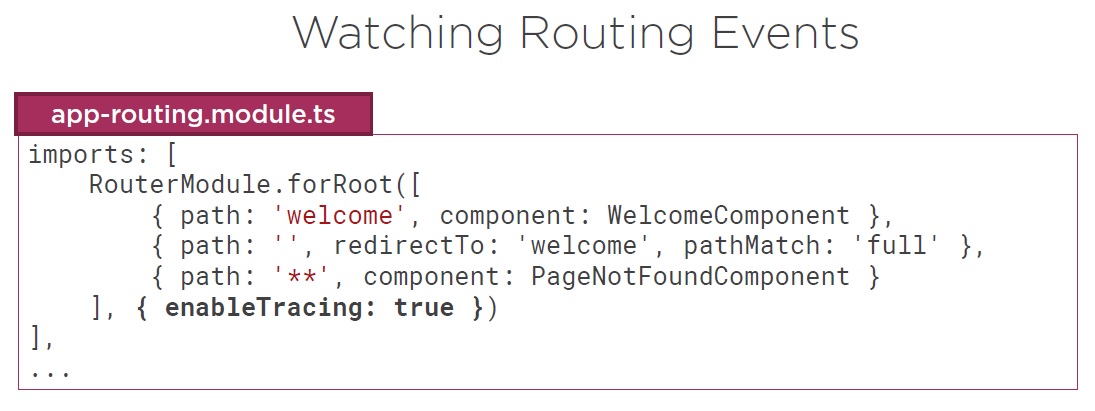 Watching Routing Events
app-routing.module.ts
imports: [
    RouterModule.forRoot([
        { path: 'welcome', component: WelcomeComponent },
        { path: '', redirectTo: 'welcome', pathMatch: 'full' },
        { path: '**', component: PageNotFoundComponent }
    ], { enableTracing: true })
],
...